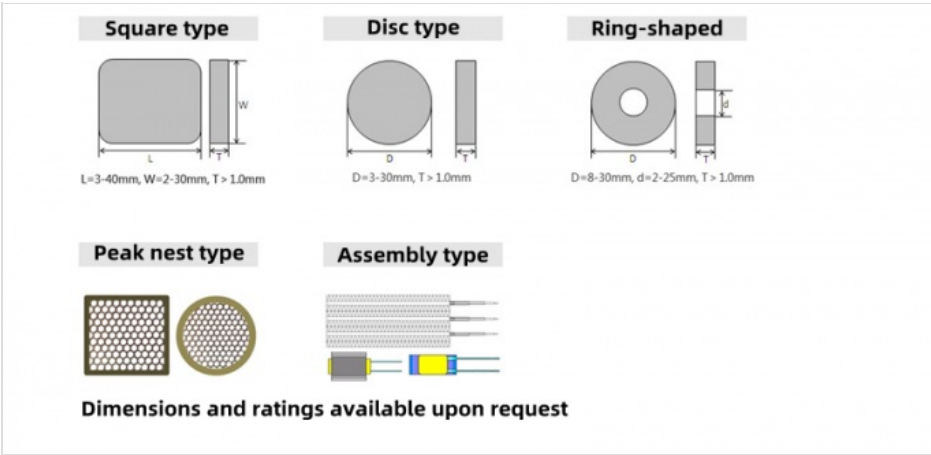 Square type
Disc type
Ring-shaped
W
L
T
D
T
D
T
d
L=3-40mm, W=2-30mm, T > 1.0mm
D=3-30mm, T > 1.0mm
D=8-30mm, d=2-25mm, T > 1.0mm
Peak nest type
Assembly type
Dimensions and ratings available upon request